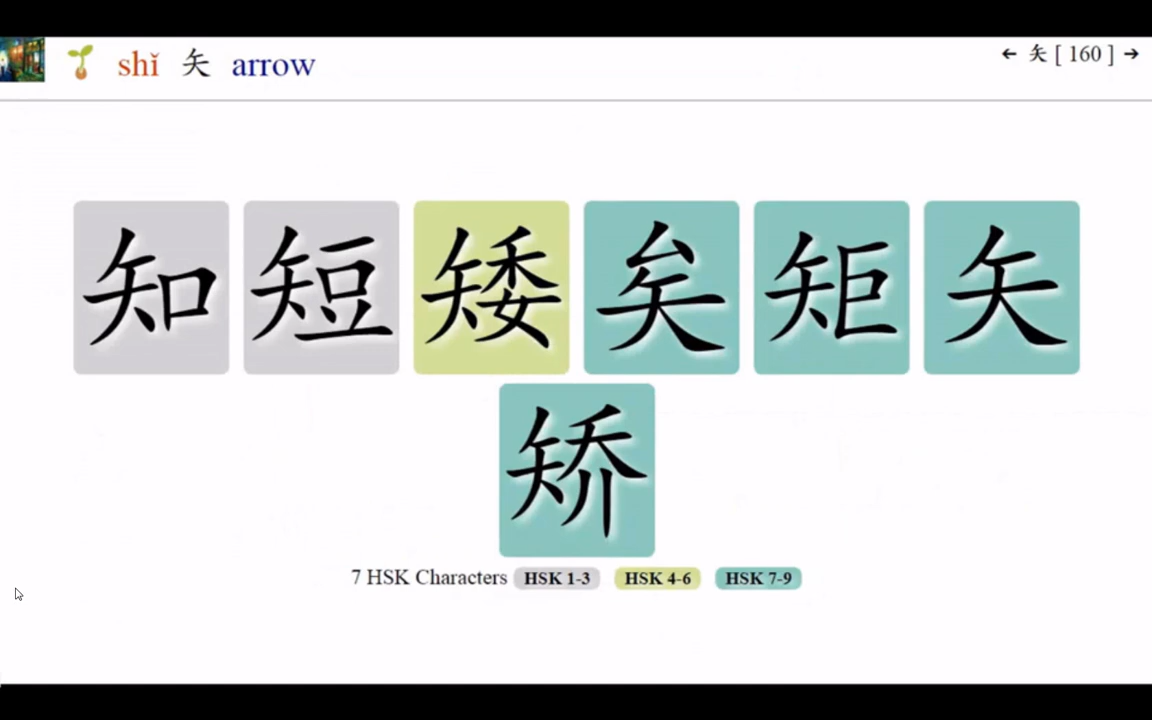 shǐ 矢 arrow
← 矢 [ 160 ] →
知 短 矮 矣 矩 矢
矫
7 HSK Characters HSK 1-3 HSK 4-6 HSK 7-9